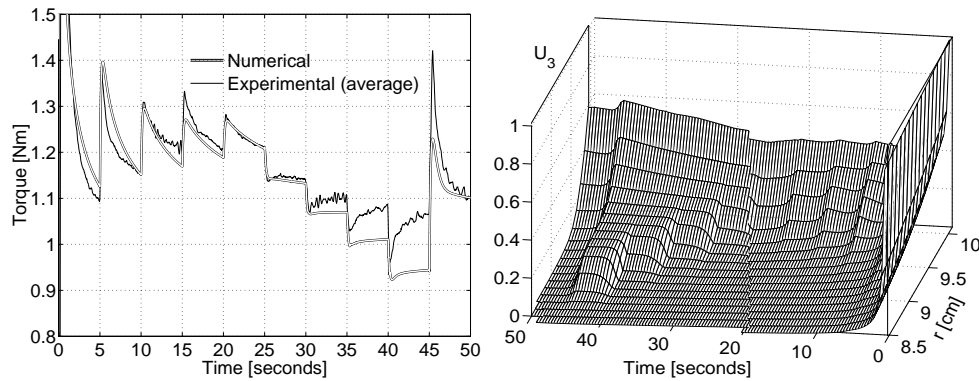 1.5
1.4
1.3
1.2
1.1
1
0.9
0.8
Torque [Nm]
Numerical
Experimental (average)
0 5 10 15 20 25 30 35 40 45 50
Time [seconds]
U3
1
0.8
0.6
0.4
0.2
0
50 40 30 20 10 0
Time [seconds]
8.5 9 9.5 10
r [cm]